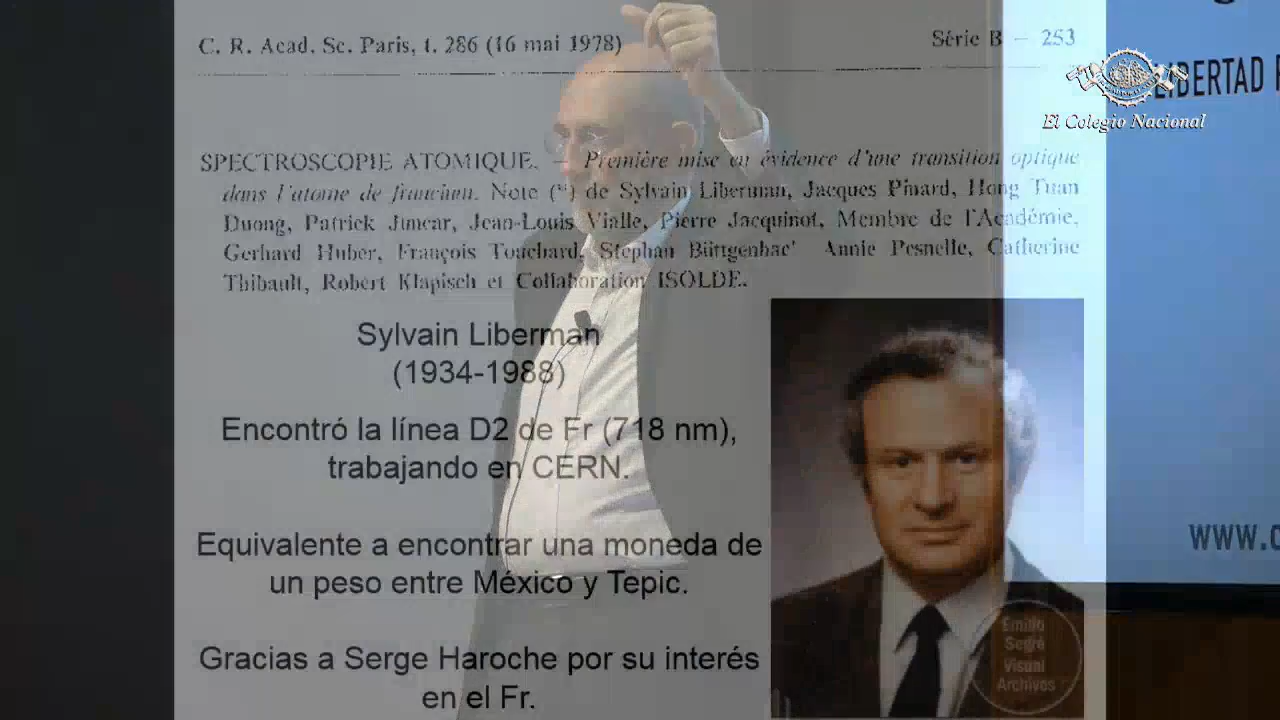 C. R. Acad. Sc. Paris, t. 286 (16 mai 1978)
Série B — 253
LIBERTAD
El Colegio Nacional
SPECTROSCOPIE ATOMIQUE. — Première mise en évidence d'une transition optique
dans l'atome de francium. Note (*) de Sylvain Liberman, Jacques Pinard, Hong Tuan
Duong, Patrick Juncar, Jean-Louis Vialle, Pierre Jacquinot, Membre de l'Académie,
Gerhard Huber, François Touchard, Stephan Büttgenbac' Annie Pesnelle, Catherine
Thibault, Robert Klapisch et Collaboration ISOLDE.
Sylvain Liberman
(1934-1988)
Encontró la línea D2 de Fr (718 nm),
trabajando en CERN.
Equivalente a encontrar una moneda de
un peso entre México y Tepic.
Gracias a Serge Haroche por su interés
en el Fr.
www.
Emilio
Segrè
Visual
Archives